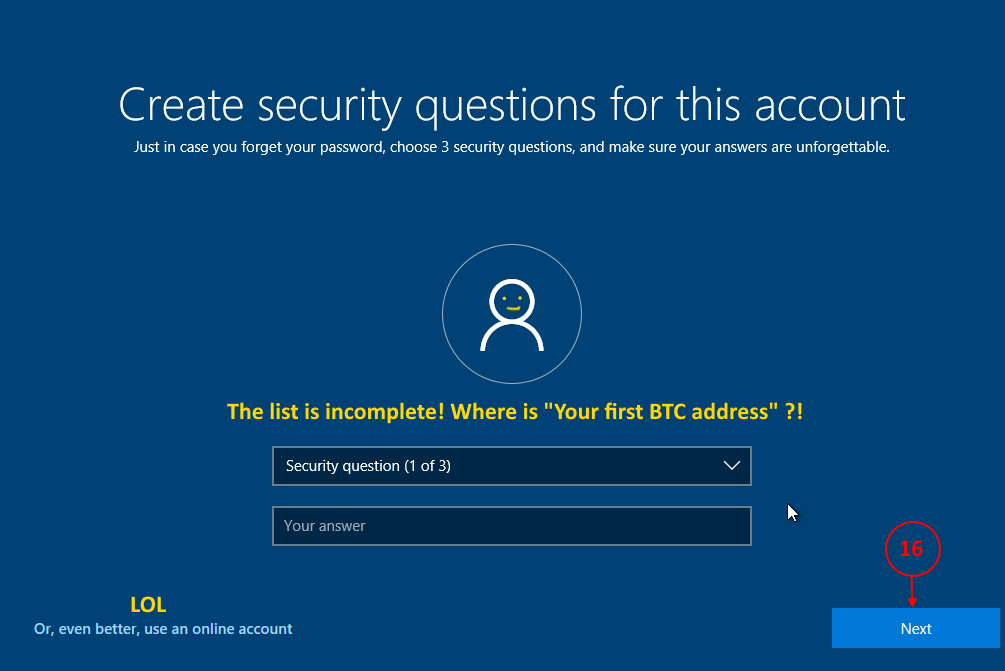 Create security questions for this account
Just in case you forget your password, choose 3 security questions, and make sure your answers are unforgettable.
The list is incomplete! Where is "Your first BTC address" ?!
Security question (1 of 3)
Your answer
16
LOL
Or, even better, use an online account
Next